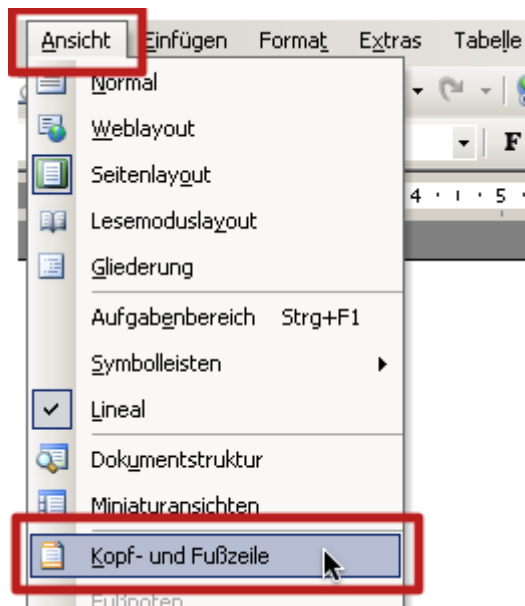 Ansicht Einfügen Format Extras Tabelle
Normal
Weblayout
F
Seitenlayout
4 5
Lesemoduslayout
Gliederung
Aufgabenbereich Strg+F1
Symbolleisten
Lineal
Dokumentstruktur
Miniaturansichten
Kopf- und Fußzeile
Fußnoten